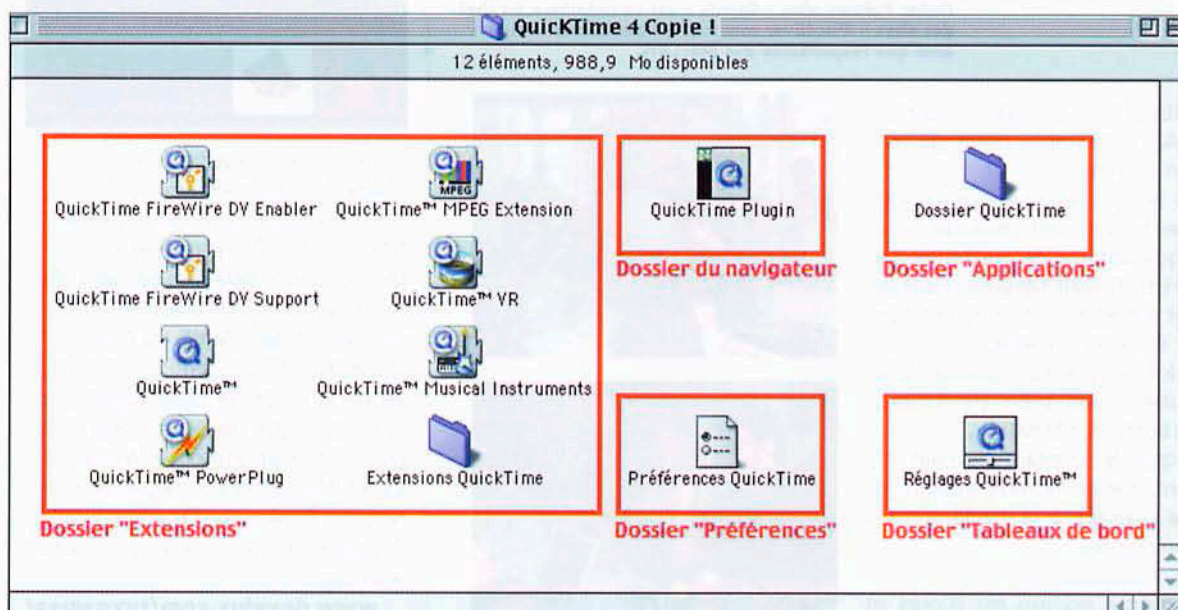 QuicKTime 4 Copie !
12 éléments, 988,9 Mo disponibles
QuickTime FireWire DV Enabler
MPEG
QuickTime™ MPEG Extension
QuickTime FireWire DV Support
QuickTime™ VR
QuickTime™
QuickTime™ Musical Instruments
QuickTime™ PowerPlug
Extensions QuickTime
Dossier "Extensions"
QuickTime Plugin
Dossier du navigateur
Dossier QuickTime
Dossier "Applications"
Préférences QuickTime
Dossier "Préférences"
Réglages QuickTime™
Dossier "Tableaux de bord"